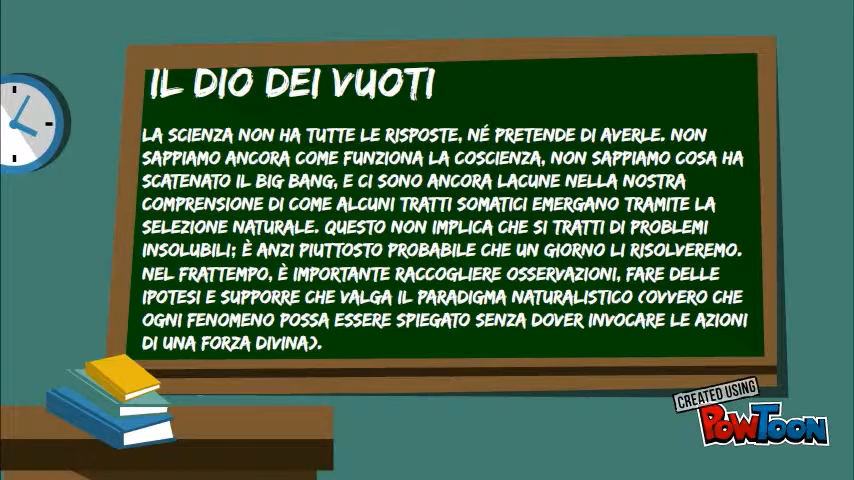 IL DIO DEI VUOTI
LA SCIENZA NON HA TUTTE LE RISPOSTE, NÉ PRETENDE DI AVERLE. NON
SAPPIAMO ANCORA COME FUNZIONA LA COSCIENZA, NON SAPPIAMO COSA HA
SCATENATO IL BIG BANG, E CI SONO ANCORA LACUNE NELLA NOSTRA
COMPRENSIONE DI COME ALCUNI TRATTI SOMATICI EMERGANO TRAMITE LA
SELEZIONE NATURALE. QUESTO NON IMPLICA CHE SI TRATTI DI PROBLEMI
INSOLUBILI; È ANZI PIUTTOSTO PROBABILE CHE UN GIORNO LI RISOLVEREMO.
NEL FRATTEMPO, È IMPORTANTE RACCOGLIERE OSSERVAZIONI, FARE DELLE
IPOTESI E SUPPORRE CHE VALGA IL PARADIGMA NATURALISTICO (OVVERO CHE
OGNI FENOMENO POSSA ESSERE SPIEGATO SENZA DOVER INVOCARE LE AZIONI
DI UNA FORZA DIVINA).
CREATED USING
POWTOON